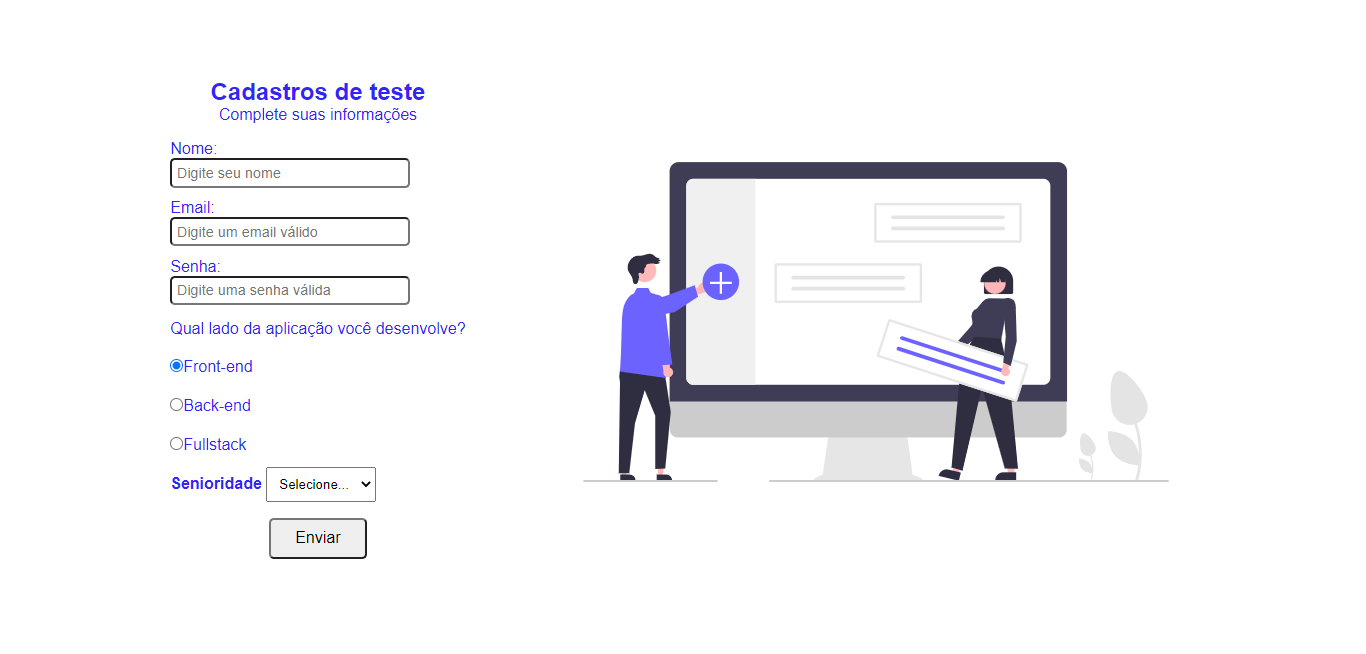 Cadastros de teste
Complete suas informações
Nome:
Digite seu nome
Email:
Digite um email válido
Senha:
Digite uma senha válida
Qual lado da aplicação você desenvolve?
Front-end
Back-end
Fullstack
Senioridade Selecione...
Enviar